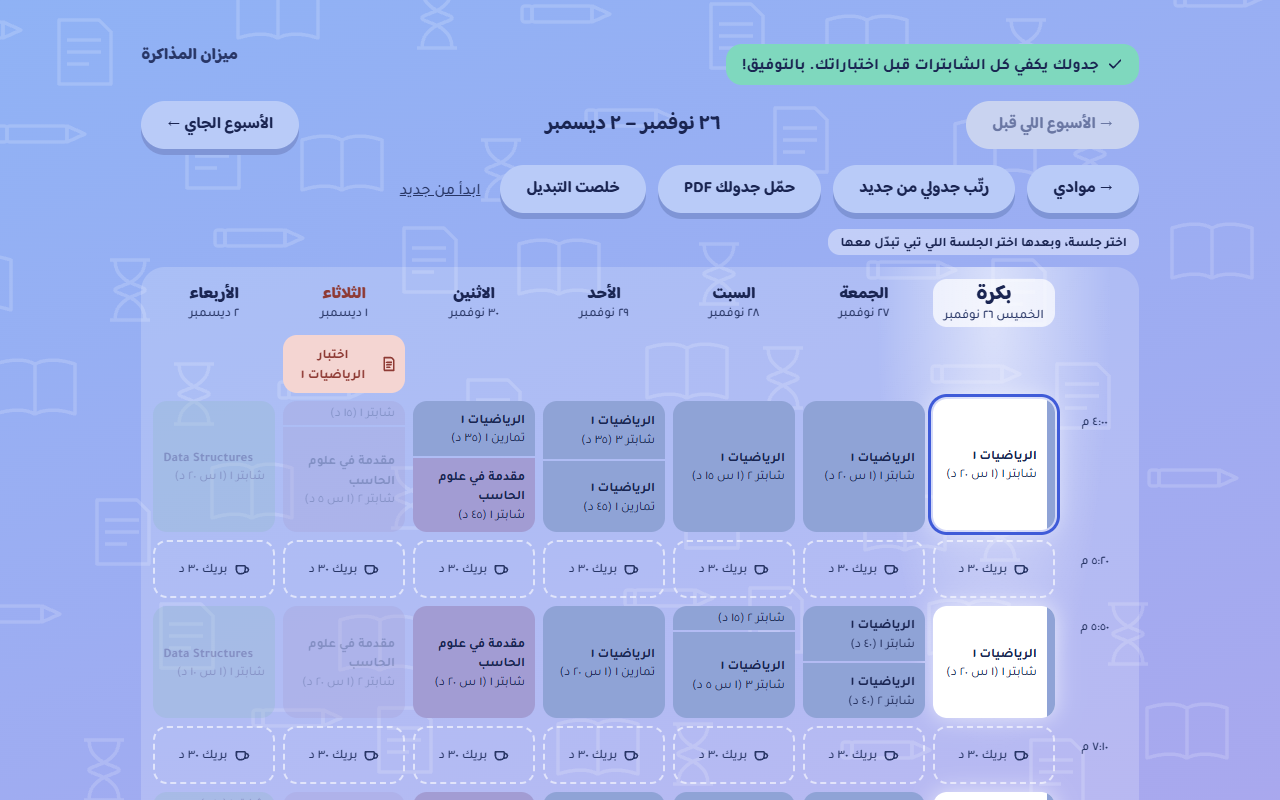 ميزان المذاكرة
جدولك يكفي كل الشابترات قبل اختباراتك. بالتوفيق!
→ الأسبوع اللي قبل
٢٦ نوفمبر – ٢ ديسمبر
الأسبوع الجاي ←
→ موادي
رتّب جدولي من جديد
حمّل جدولك PDF
خلصت التبديل
ابدأ من جديد
اختر جلسة، وبعدها اختر الجلسة اللي تبي تبدّل معها
بكرة
الخميس ٢٦ نوفمبر
الجمعة
٢٧ نوفمبر
السبت
٢٨ نوفمبر
الأحد
٢٩ نوفمبر
الاثنين
٣٠ نوفمبر
الثلاثاء
١ ديسمبر
الأربعاء
٢ ديسمبر
اختبار
الرياضيات ١
٤:٠٠ م
الرياضيات ١
شابتر ١ (١ س ٢٠ د)
الرياضيات ١
شابتر ١ (١ س ٢٠ د)
الرياضيات ١
شابتر ٢ (١ س ١٥ د)
الرياضيات ١
شابتر ٣ (٣٥ د)
الرياضيات ١
تمارين ١ (٤٥ د)
الرياضيات ١
تمارين ١ (٣٥ د)
مقدمة في علوم
الحاسب
شابتر ١ (٤٥ د)
شابتر ١ (١٥ د)
مقدمة في علوم
الحاسب
شابتر ٢ (١ س ٥ د)
Data Structures
شابتر ١ (١ س ٢٠ د)
٥:٢٠ م
بريك ٣٠ د
بريك ٣٠ د
بريك ٣٠ د
بريك ٣٠ د
بريك ٣٠ د
بريك ٣٠ د
بريك ٣٠ د
٥:٥٠ م
الرياضيات ١
شابتر ١ (١ س ٢٠ د)
الرياضيات ١
شابتر ١ (٤٠ د)
الرياضيات ١
شابتر ٢ (٤٠ د)
شابتر ٢ (١٥ د)
الرياضيات ١
شابتر ٣ (١ س ٥ د)
الرياضيات ١
تمارين ١ (١ س ٢٠ د)
مقدمة في علوم
الحاسب
شابتر ١ (١ س ٢٠ د)
مقدمة في علوم
الحاسب
شابتر ٢ (١ س ٢٠ د)
Data Structures
شابتر ١ (١ س ١٠ د)
٧:١٠ م
بريك ٣٠ د
بريك ٣٠ د
بريك ٣٠ د
بريك ٣٠ د
بريك ٣٠ د
بريك ٣٠ د
بريك ٣٠ د